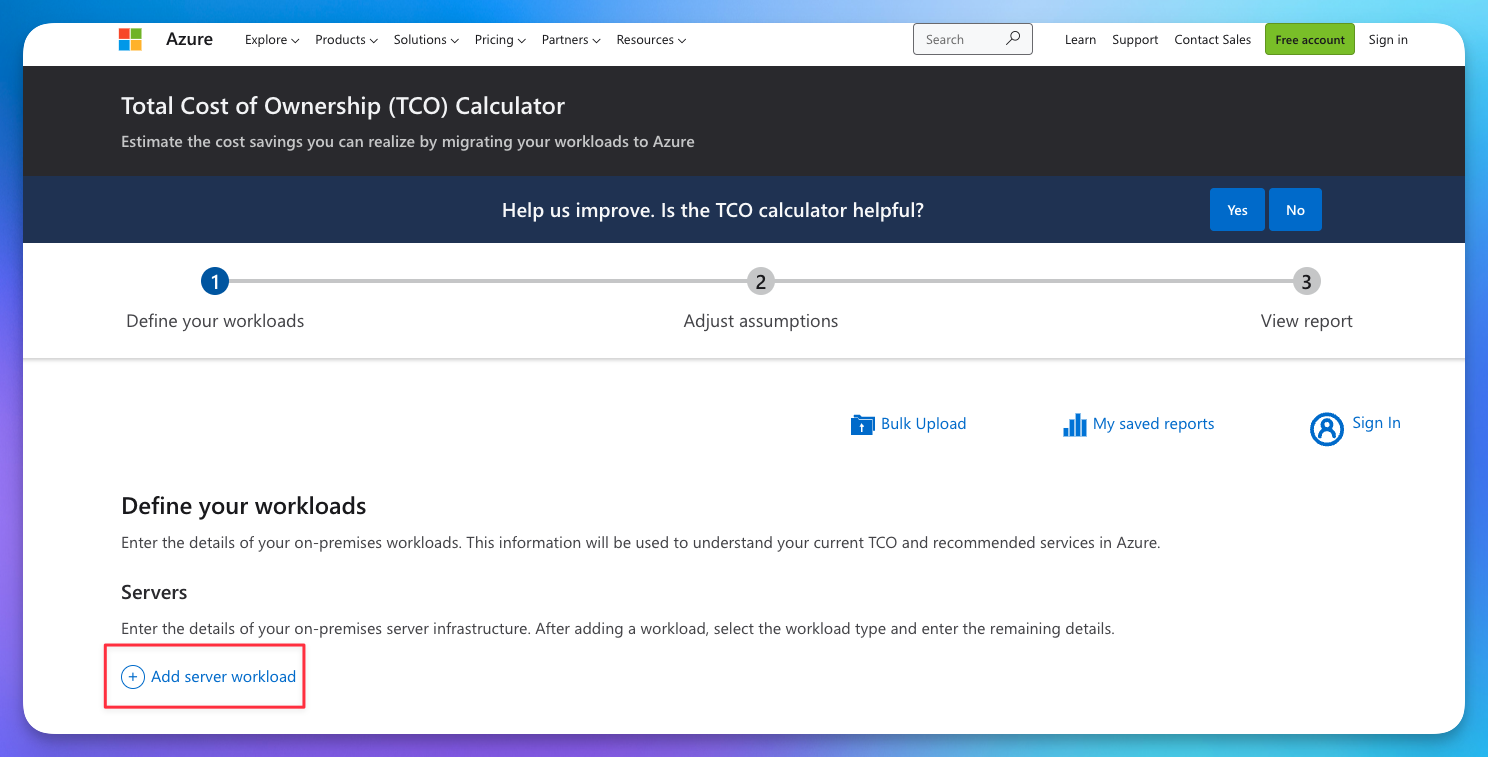 Azure Explore Products Solutions Pricing Partners Resources Search Learn Support Contact Sales Free account Sign in
Total Cost of Ownership (TCO) Calculator
Estimate the cost savings you can realize by migrating your workloads to Azure
Help us improve. Is the TCO calculator helpful? Yes No
1 2 3
Define your workloads Adjust assumptions View report
Bulk Upload My saved reports Sign In
Define your workloads
Enter the details of your on-premises workloads. This information will be used to understand your current TCO and recommended services in Azure.
Servers
Enter the details of your on-premises server infrastructure. After adding a workload, select the workload type and enter the remaining details.
Add server workload